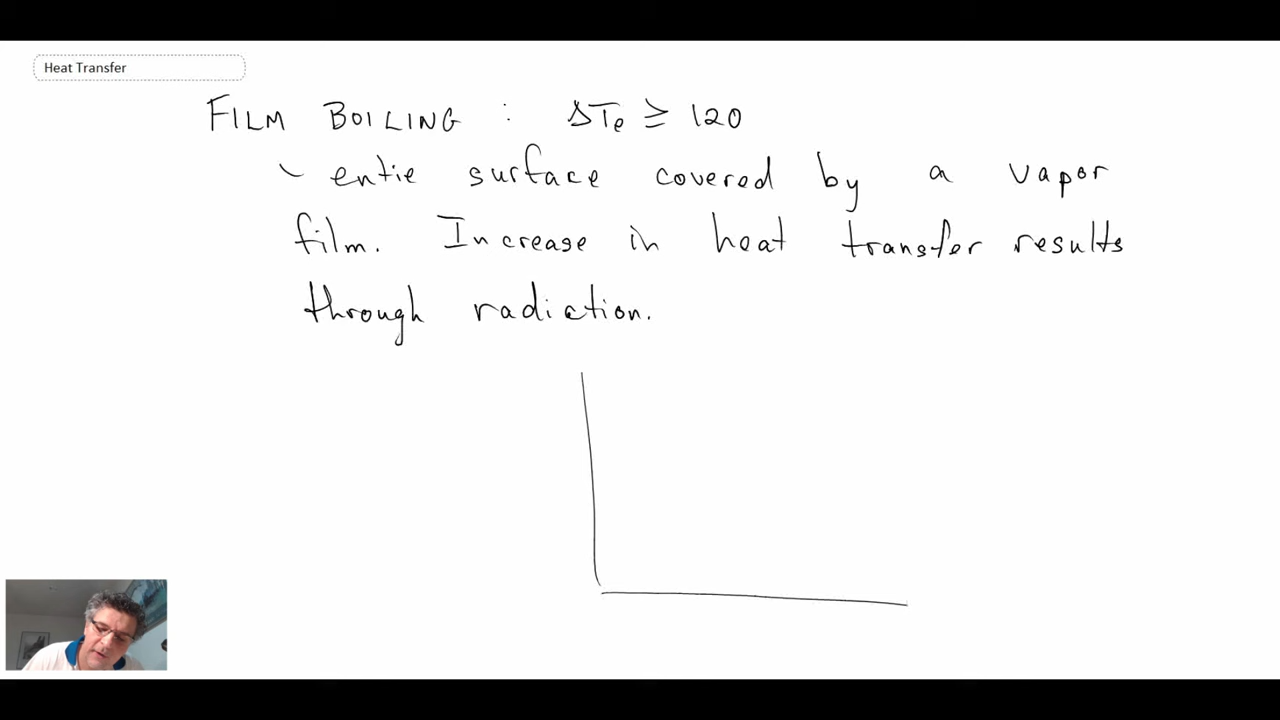 Heat Transfer
FILM BOILING : ΔTe ≥ 120
entie surface covered by a vapor
film. Increase in heat transfer results
through radiation.